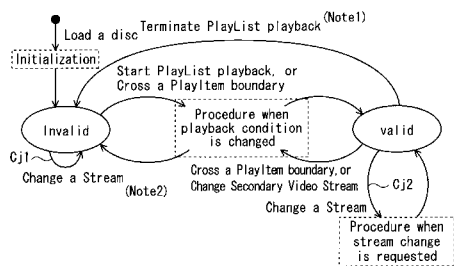 Terminate PlayList playback (Note1)
Load a disc
Initialization
Start PlayList playback, or
Cross a PlayItem boundary
Procedure when
playback condition
is changed
Invalid
valid
Cj1
Change a Stream
(Note2)
Cross a PlayItem boundary, or
Change Secondary Video Stream
Cj2
Change a Stream
Procedure when
stream change
is requested